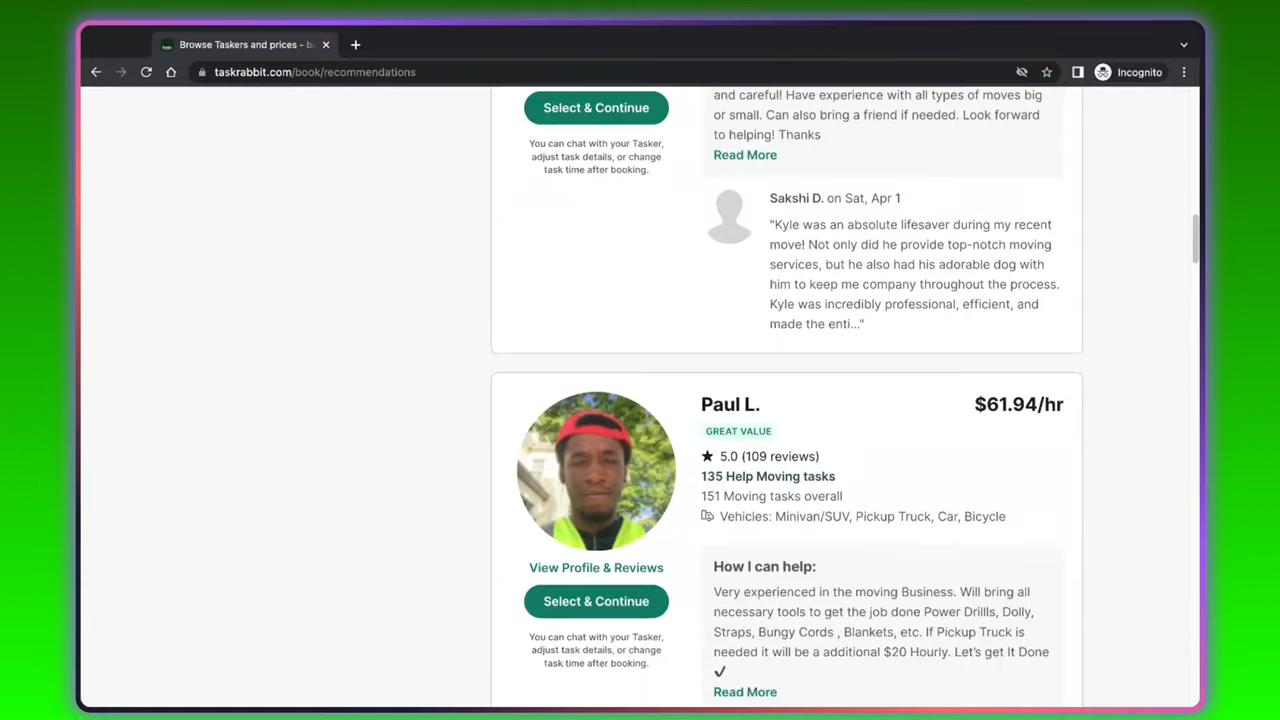 Browse Taskers and prices - b
taskrabbit.com/book/recommendations
Incognito
Select & Continue
You can chat with your Tasker,
adjust task details, or change
task time after booking.
and careful! Have experience with all types of moves big
or small. Can also bring a friend if needed. Look forward
to helping! Thanks
Read More
Sakshi D. on Sat, Apr 1
"Kyle was an absolute lifesaver during my recent
move! Not only did he provide top-notch moving
services, but he also had his adorable dog with
him to keep me company throughout the process.
Kyle was incredibly professional, efficient, and
made the enti..."
Paul L.
$61.94/hr
GREAT VALUE
5.0 (109 reviews)
135 Help Moving tasks
151 Moving tasks overall
Vehicles: Minivan/SUV, Pickup Truck, Car, Bicycle
View Profile & Reviews
Select & Continue
You can chat with your Tasker,
adjust task details, or change
task time after booking.
How I can help:
Very experienced in the moving Business. Will bring all
necessary tools to get the job done Power Drillls, Dolly,
Straps, Bungy Cords , Blankets, etc. If Pickup Truck is
needed it will be a additional $20 Hourly. Let's get It Done
✓
Read More